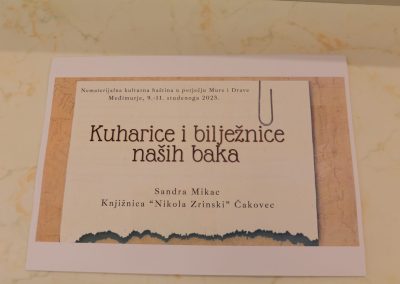 Nematerijalna kulturna baština u porječju Mure i Drave
Međimurje, 9.-11. studenoga 2023.
Kuharice i bilježnice
naših baka
Sandra Mikac
Knjižnica "Nikola Zrinski" Čakovec